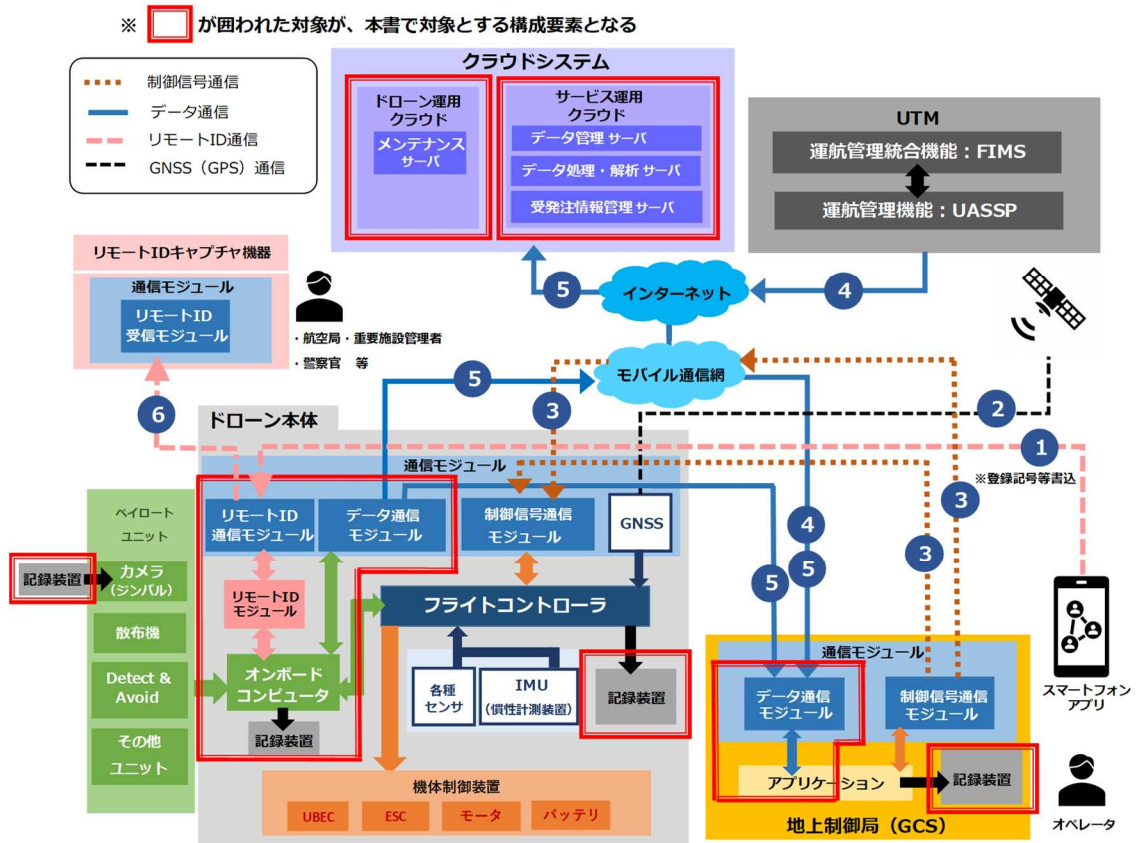 ※ が囲われた対象が、本書で対象とする構成要素となる
制御信号通信
データ通信
リモートID通信
GNSS（GPS）通信
クラウドシステム
ドローン運用
クラウド
メンテナンス
サーバ
サービス運用
クラウド
データ管理 サーバ
データ処理・解析 サーバ
受発注情報管理 サーバ
UTM
運航管理統合機能：FIMS
運航管理機能：UASSP
リモートIDキャプチャ機器
通信モジュール
リモートID
受信モジュール
・航空局・重要施設管理者
・警察官 等
5
インターネット
4
モバイル通信網
5
3
2
6
1
※登録記号等書込
3
ドローン本体
通信モジュール
リモートID
通信モジュール
データ通信
モジュール
制御信号通信
モジュール
GNSS
4
3
5
5
ペイロート
ユニット
記録装置
カメラ
（ジンバル）
散布機
Detect &
Avoid
その他
ユニット
リモートID
モジュール
オンボード
コンピュータ
記録装置
フライトコントローラ
各種
センサ
IMU
（慣性計測装置）
記録装置
機体制御装置
UBEC
ESC
モータ
バッテリ
通信モジュール
データ通信
モジュール
制御信号通信
モジュール
アプリケーション
記録装置
地上制御局（GCS）
スマートフォン
アプリ
オペレータ